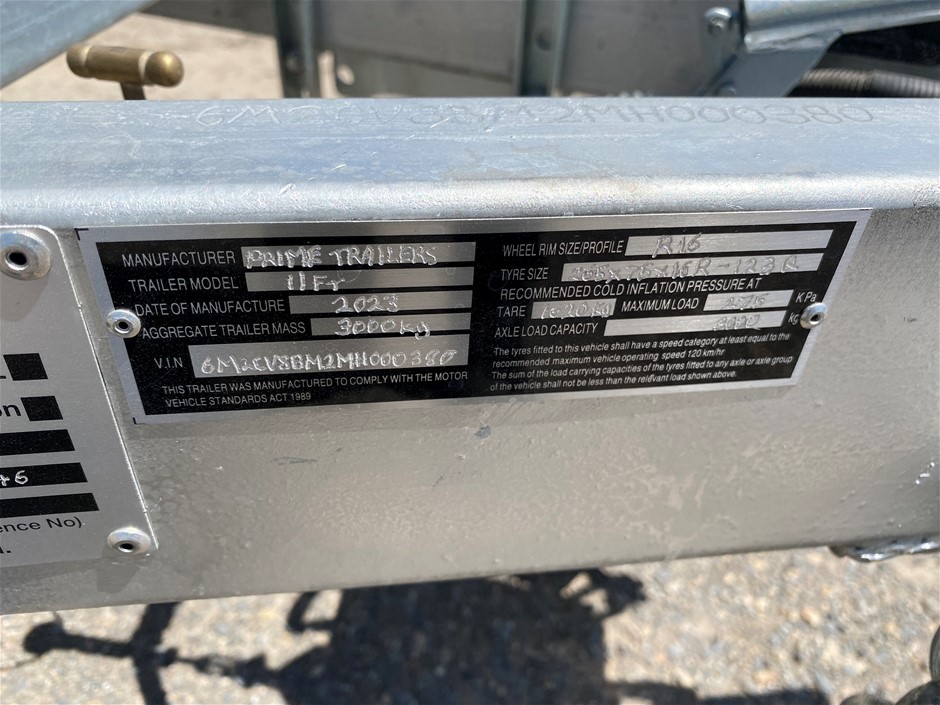 6M2CV8BM2MH000380
MANUFACTURER PRIME TRAILERS
TRAILER MODEL 11FT
DATE OF MANUFACTURE 2023
AGGREGATE TRAILER MASS 3000kg
V.I.N 6M2CV8BM2MH000380
THIS TRAILER WAS MANUFACTURED TO COMPLY WITH THE MOTOR
VEHICLE STANDARDS ACT 1989
WHEEL RIM SIZE/PROFILE R16
TYRE SIZE
RECOMMENDED COLD INFLATION PRESSURE AT
TARE MAXIMUM LOAD KPa
AXLE LOAD CAPACITY kg
The tyres fitted to this vehicle shall have a speed category at least equal to the
recommended maximum vehicle operating speed 120 km/hr
The sum of the load carrying capacities of the tyres fitted to any axle or axle group
of the vehicle shall not be less than the relevant load shown above.
ence No)